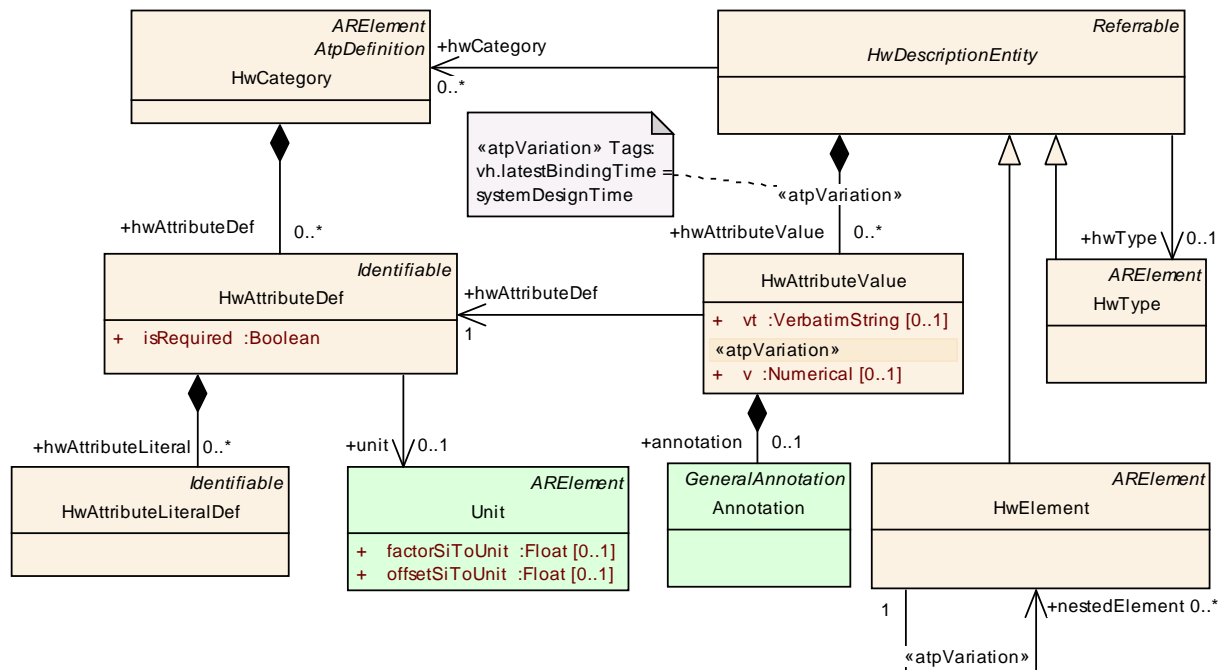 ARElement
AtpDefinition
HwCategory
+hwCategory
0..*
Referrable
HwDescriptionEntity
«atpVariation» Tags:
vh.latestBindingTime =
systemDesignTime
«atpVariation»
+hwAttributeDef
0..*
+hwAttributeValue
0..*
+hwType
0..1
Identifiable
HwAttributeDef
+ isRequired :Boolean
+hwAttributeDef
1
HwAttributeValue
+ vt :VerbatimString [0..1]
«atpVariation»
+ v :Numerical [0..1]
ARElement
HwType
+hwAttributeLiteral
0..*
+unit
0..1
+annotation
0..1
Identifiable
HwAttributeLiteralDef
ARElement
Unit
+ factorSiToUnit :Float [0..1]
+ offsetSiToUnit :Float [0..1]
GeneralAnnotation
Annotation
ARElement
HwElement
1
+nestedElement 0..*
«atpVariation»